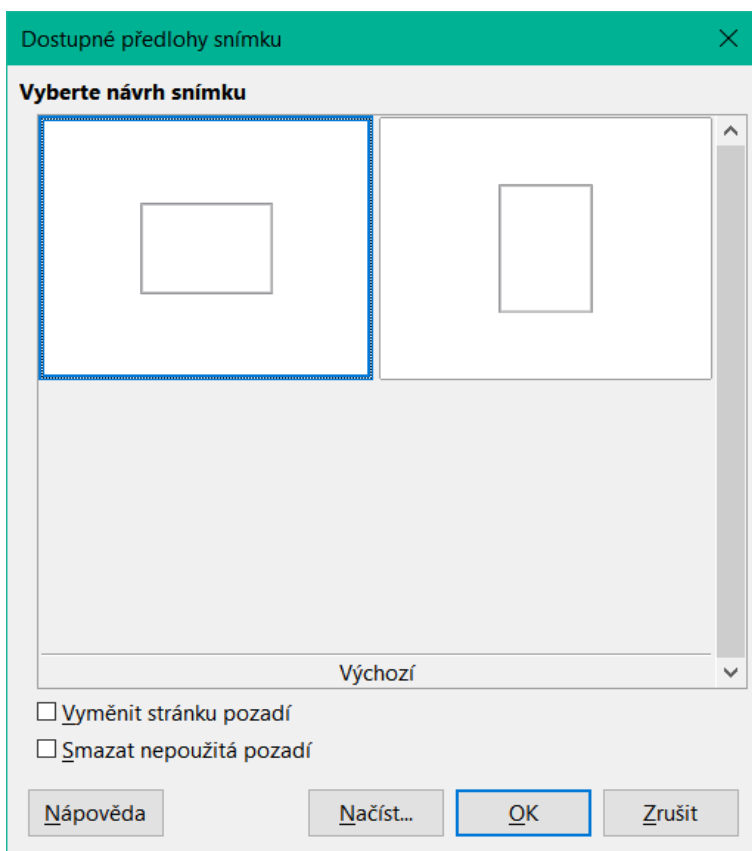 Dostupné předlohy snímku
Vyberte návrh snímku
Výchozí
Vyměnit stránku pozadí
Smazat nepoužitá pozadí
Nápověda Načíst... OK Zrušit